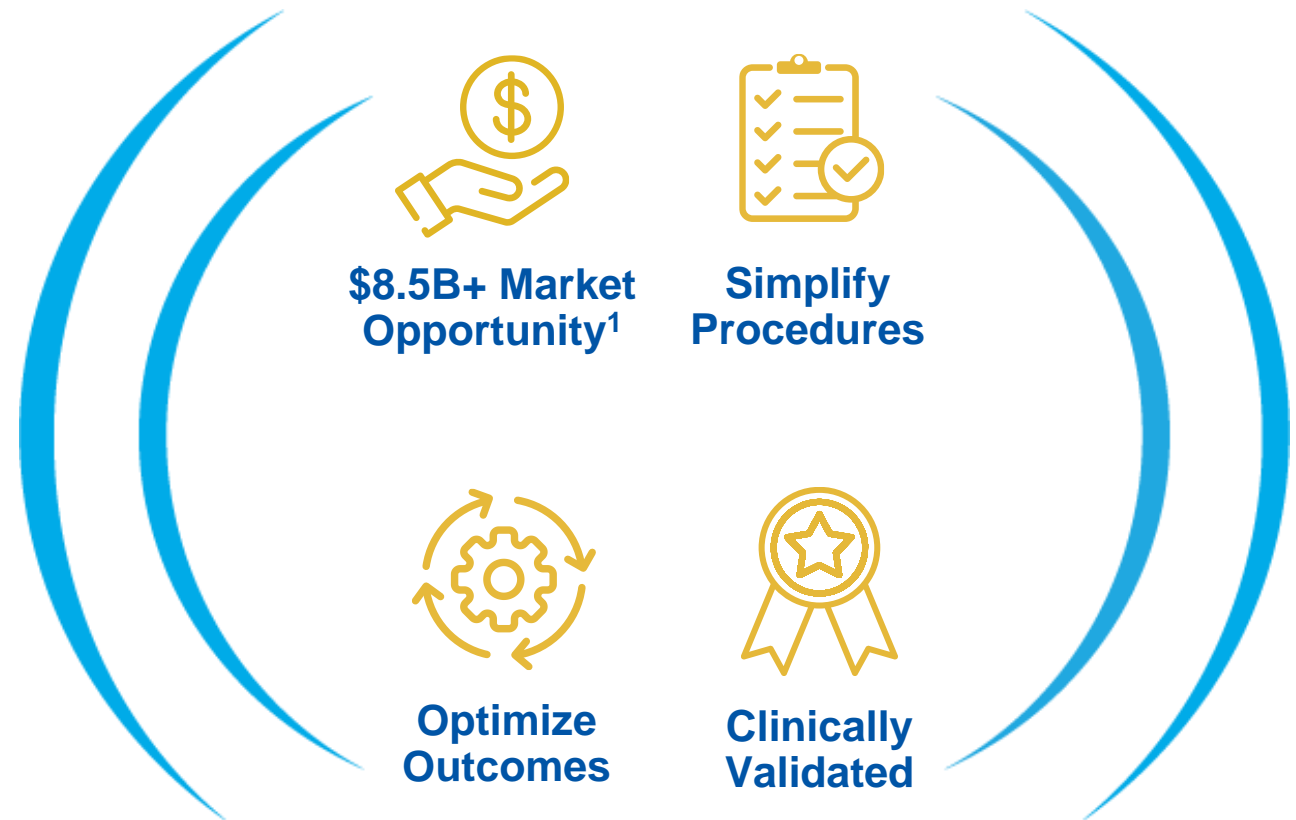 $8.5B+ Market
Opportunity¹
Simplify
Procedures
Optimize
Outcomes
Clinically
Validated